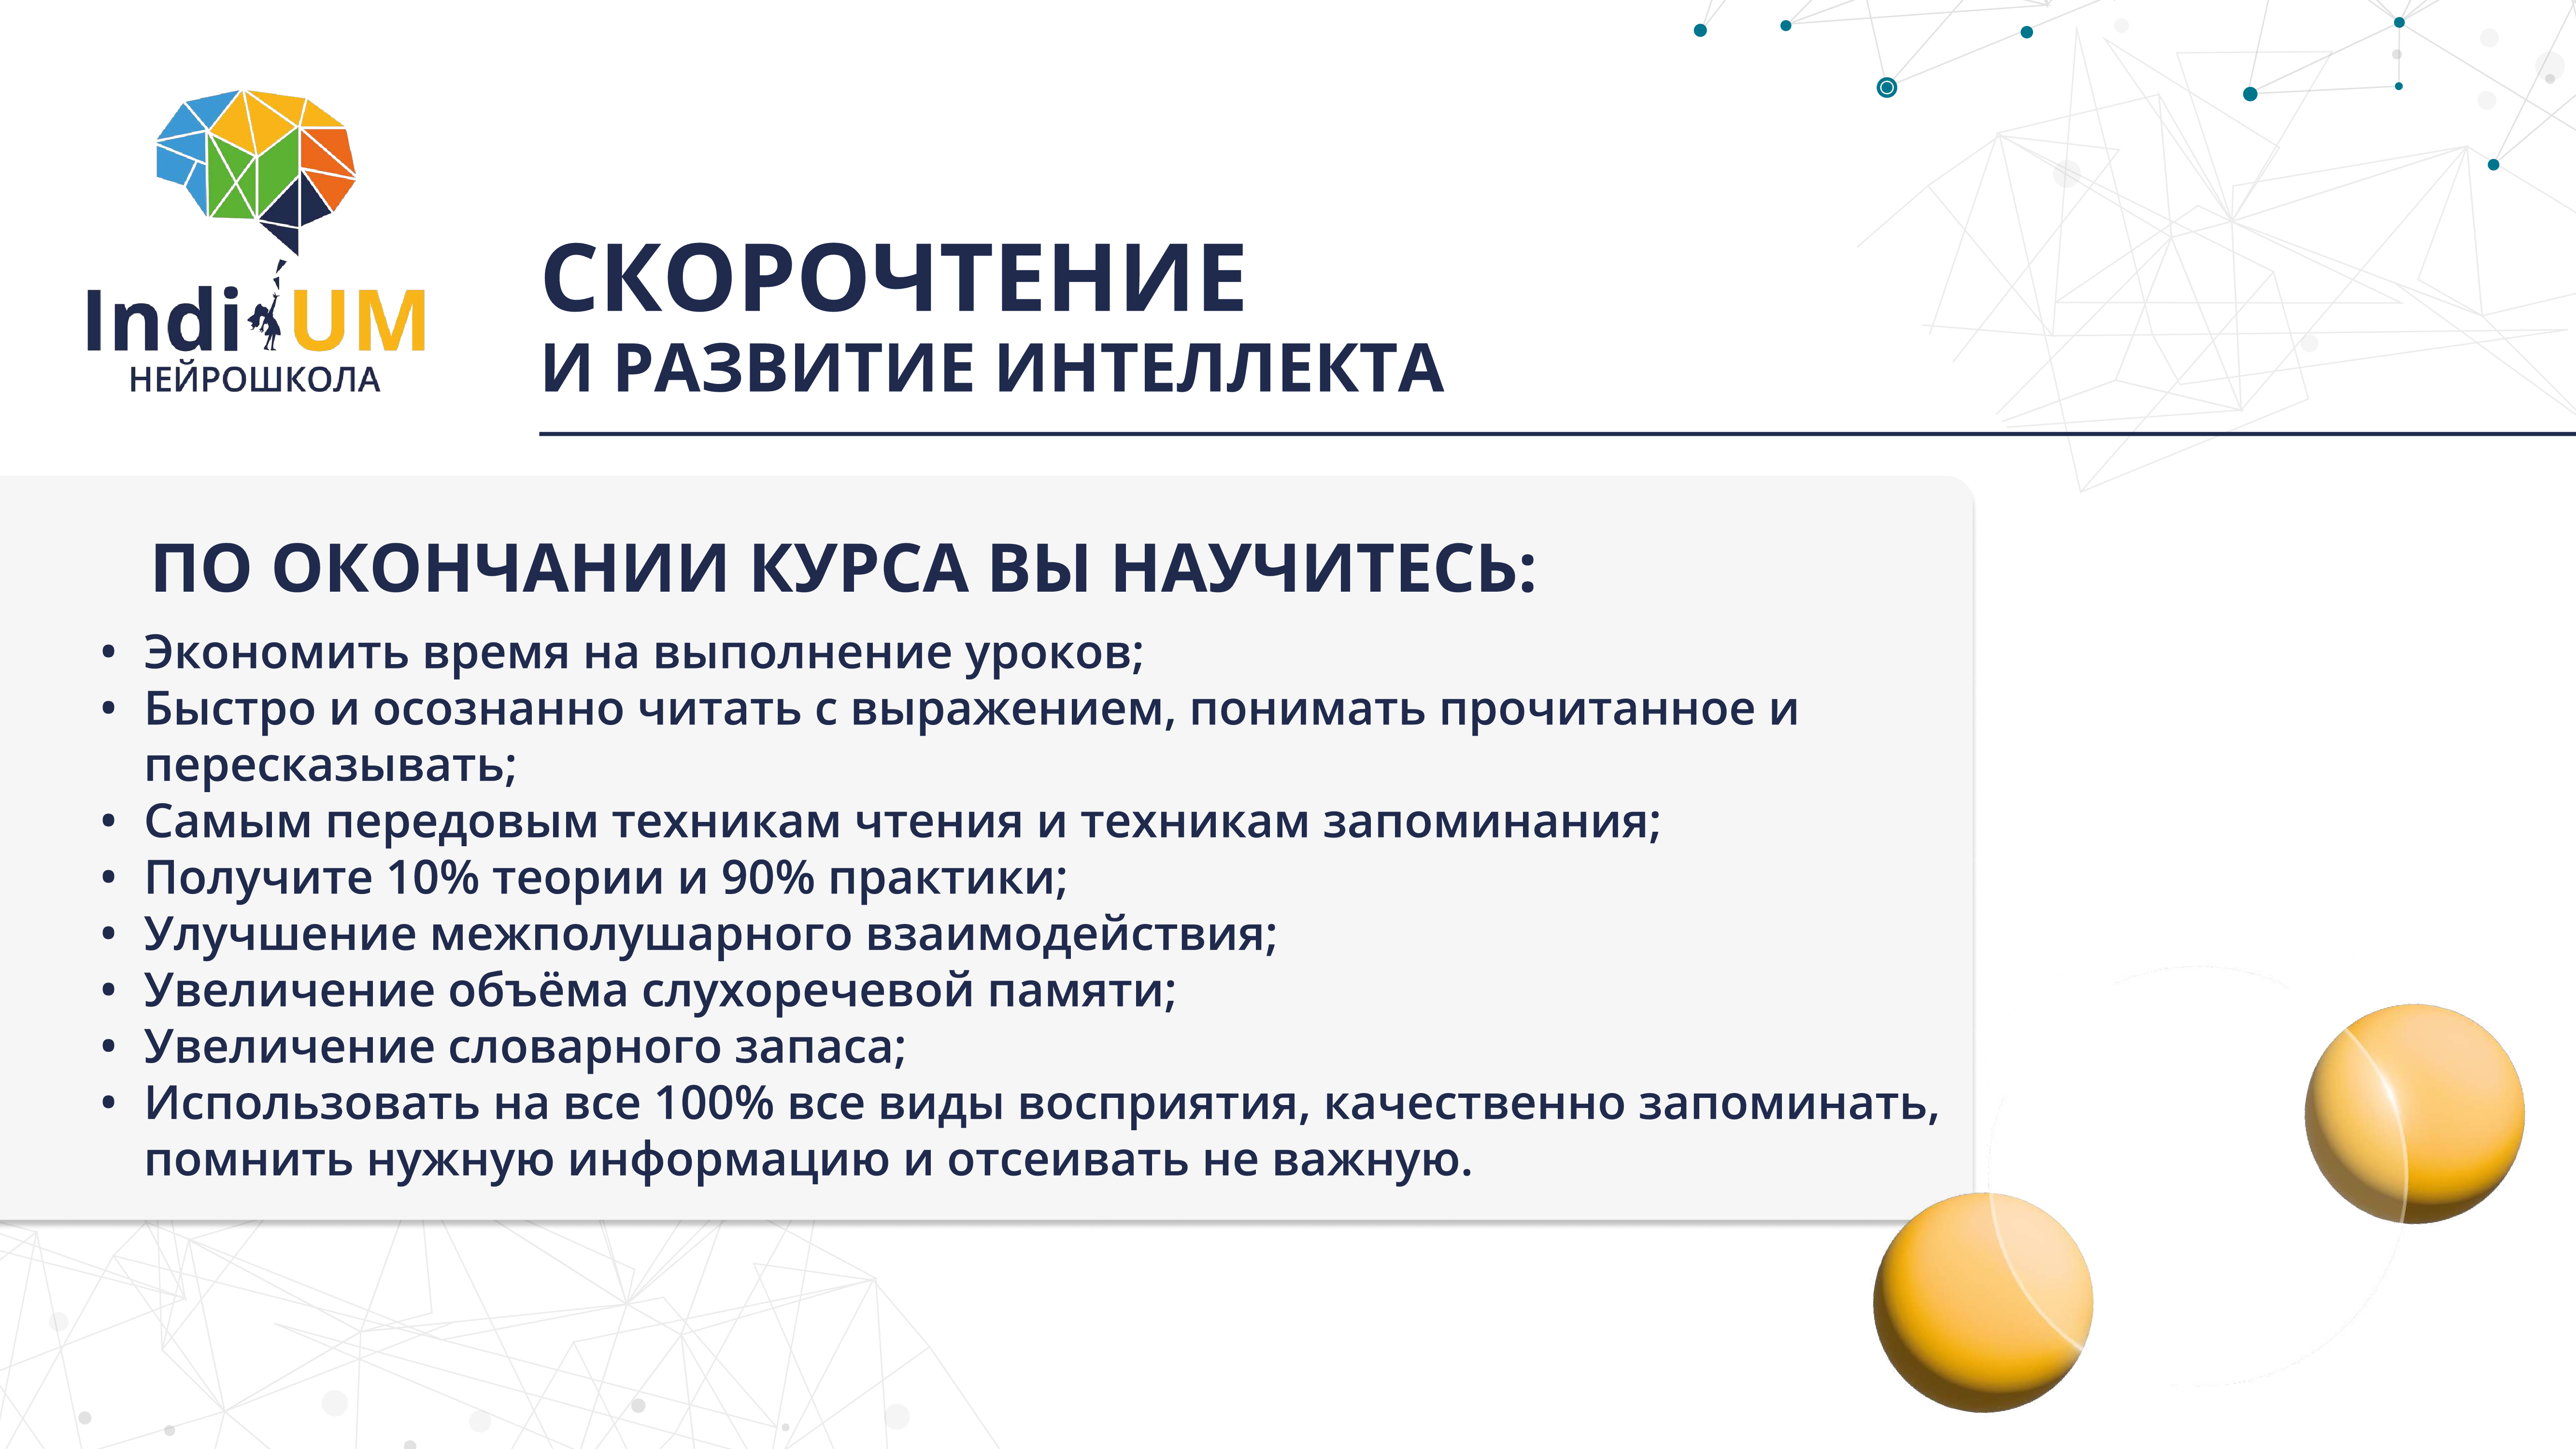 IndiUM
НЕЙРОШКОЛА
СКОРОЧТЕНИЕ
И РАЗВИТИЕ ИНТЕЛЛЕКТА
ПО ОКОНЧАНИИ КУРСА ВЫ НАУЧИТЕСЬ:
• Экономить время на выполнение уроков;
• Быстро и осознанно читать с выражением, понимать прочитанное и
пересказывать;
• Самым передовым техникам чтения и техникам запоминания;
• Получите 10% теории и 90% практики;
• Улучшение межполушарного взаимодействия;
• Увеличение объёма слухоречевой памяти;
• Увеличение словарного запаса;
• Использовать на все 100% все виды восприятия, качественно запоминать,
помнить нужную информацию и отсеивать не важную.